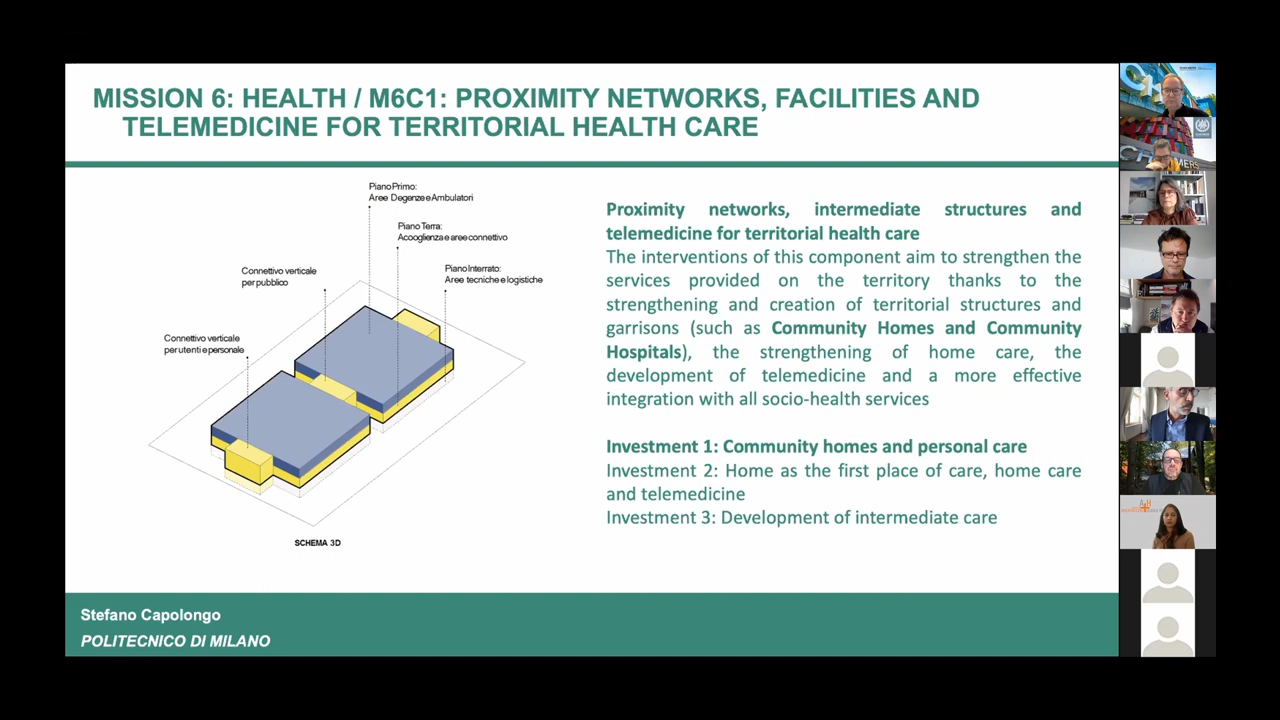 MISSION 6: HEALTH / M6C1: PROXIMITY NETWORKS, FACILITIES AND
TELEMEDICINE FOR TERRITORIAL HEALTH CARE
Piano Primo:
Aree Degenze e Ambulatori
Piano Terra:
Accoglienza e aree connettivo
Piano Interrato:
Aree tecniche e logistiche
Connettivo verticale
per pubblico
Connettivo verticale
per utenti e personale
SCHEMA 3D
Proximity networks, intermediate structures and
telemedicine for territorial health care
The interventions of this component aim to strengthen the
services provided on the territory thanks to the
strengthening and creation of territorial structures and
garrisons (such as Community Homes and Community
Hospitals), the strengthening of home care, the
development of telemedicine and a more effective
integration with all socio-health services
Investment 1: Community homes and personal care
Investment 2: Home as the first place of care, home care
and telemedicine
Investment 3: Development of intermediate care
Stefano Capolongo
POLITECNICO DI MILANO